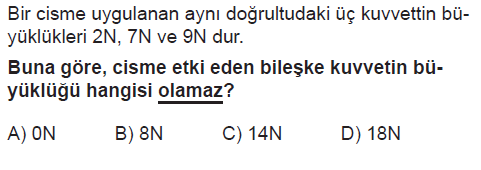 Bir cisme uygulanan aynı doğrultudaki üç kuvvettin bü-
yüklükleri 2N, 7N ve 9N dur.
Buna göre, cisme etki eden bileşke kuvvetin bü-
yüklüğü hangisi olamaz?
A) 0N B) 8N C) 14N D) 18N